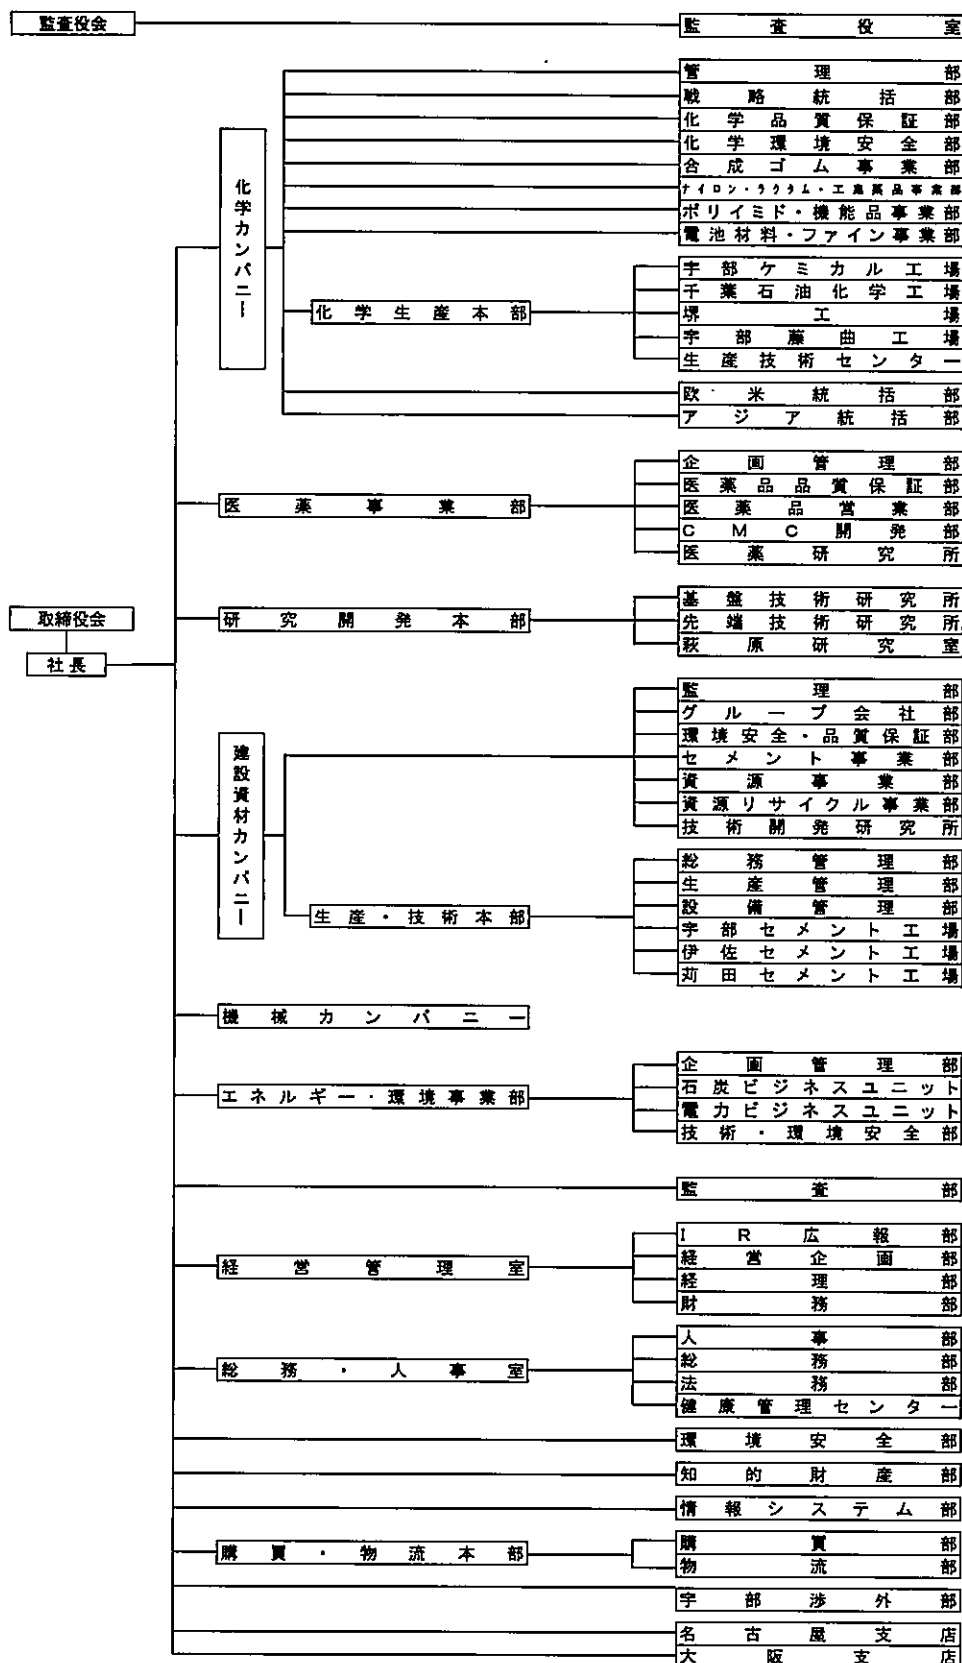 監査役会
監査役室
化学カンパニー
管理部
戦略統括部
化学品質保証部
化学環境安全部
合成ゴム事業部
ナイロン・ラクタム・工業薬品事業部
ポリイミド・機能品事業部
電池材料・ファイン事業部
化学生産本部
宇部ケミカル工場
千葉石油化学工場
堺工場
宇部藤曲工場
生産技術センター
欧米統括部
アジア統括部
医薬事業部
企画管理部
医薬品品質保証部
医薬品営業部
CMC開発部
医薬研究所
取締役会
社長
研究開発本部
基盤技術研究所
先端技術研究所
萩原研究室
建設資材カンパニー
監理部
グループ会社部
環境安全・品質保証部
セメント事業部
資源事業部
資源リサイクル事業部
技術開発研究所
生産・技術本部
総務管理部
生産管理部
設備管理部
宇部セメント工場
伊佐セメント工場
苅田セメント工場
機械カンパニー
エネルギー・環境事業部
企画管理部
石炭ビジネスユニット
電力ビジネスユニット
技術・環境安全部
監査部
経営管理室
IR広報部
経営企画部
経理部
財務部
総務・人事室
人事部
総務部
法務部
健康管理センター
環境安全部
知的財産部
情報システム部
購買・物流本部
購買部
物流部
宇部渉外部
名古屋支店
大阪支店